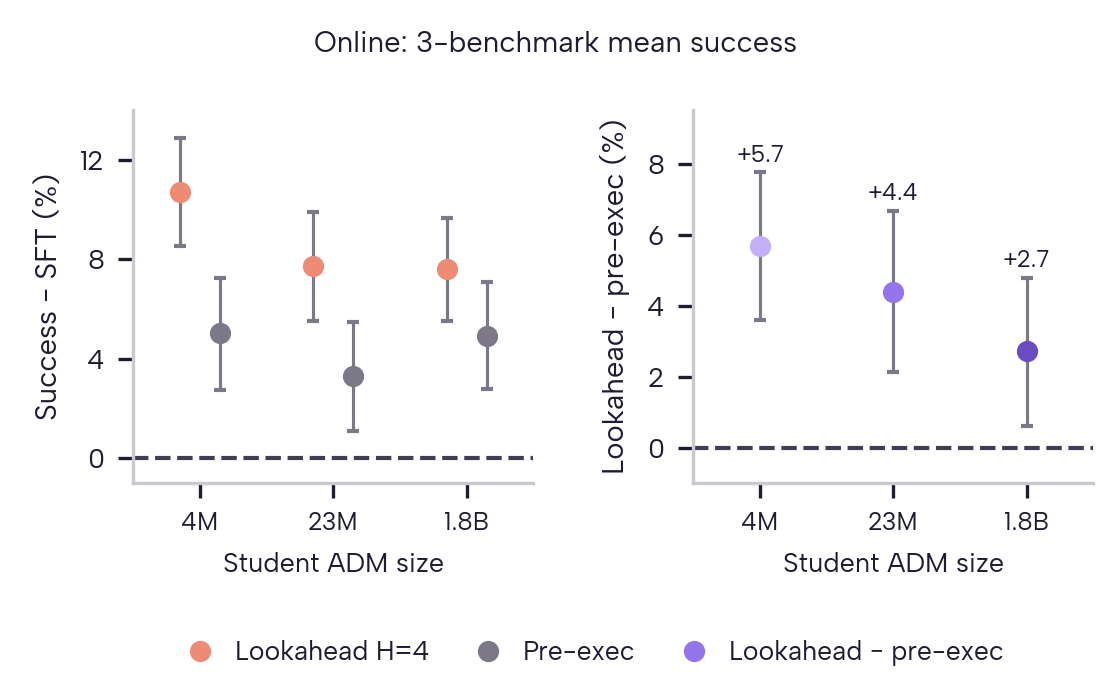 Online: 3-benchmark mean success
Success - SFT (%)
12
8
4
0
4M 23M 1.8B
Student ADM size
Lookahead - pre-exec (%)
8
6
4
2
0
+5.7
+4.4
+2.7
4M 23M 1.8B
Student ADM size
Lookahead H=4 Pre-exec Lookahead - pre-exec